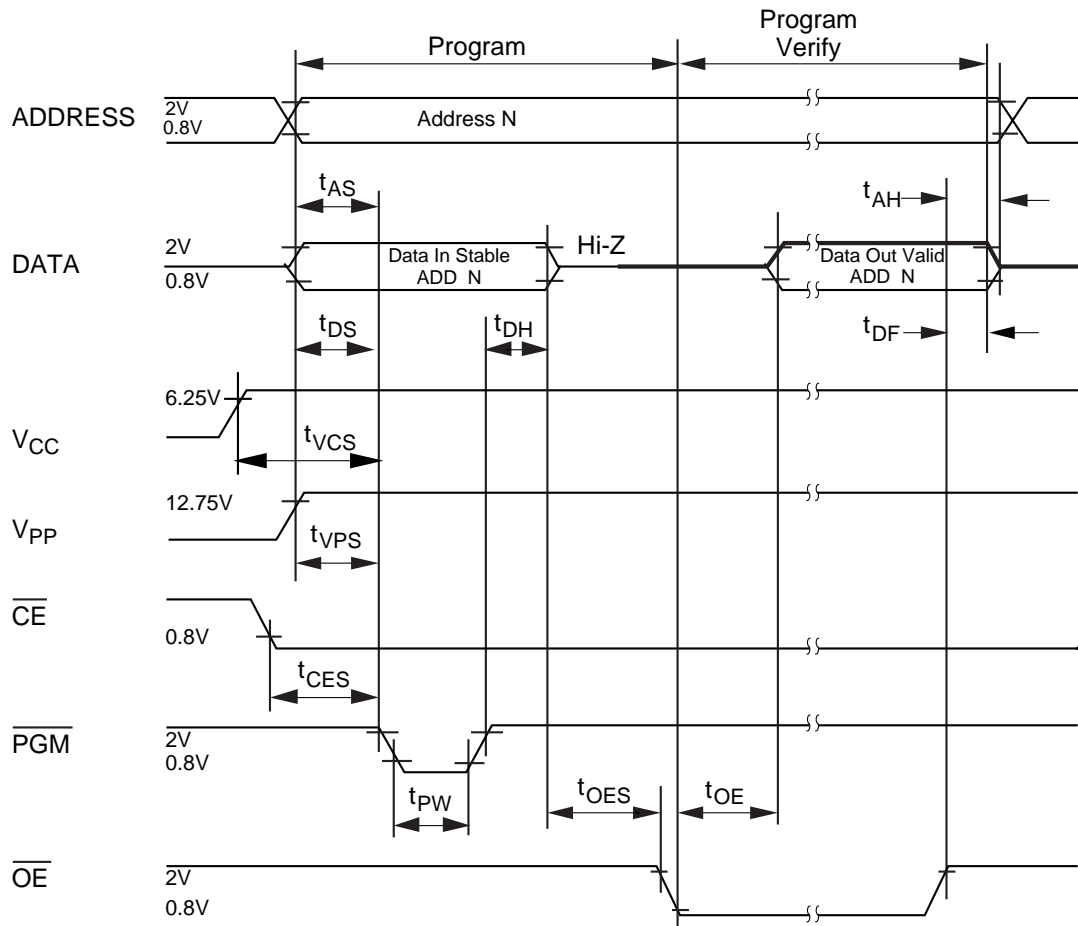 Program
Program
Verify
ADDRESS
2V
0.8V
Address N
tAS
tAH
DATA
2V
0.8V
Data In Stable
ADD N
Hi-Z
Data Out Valid
ADD N
tDS
tDH
tDF
VCC
6.25V
tVCS
VPP
12.75V
tVPS
CE
0.8V
tCES
PGM
2V
0.8V
tPW
tOES
tOE
OE
2V
0.8V